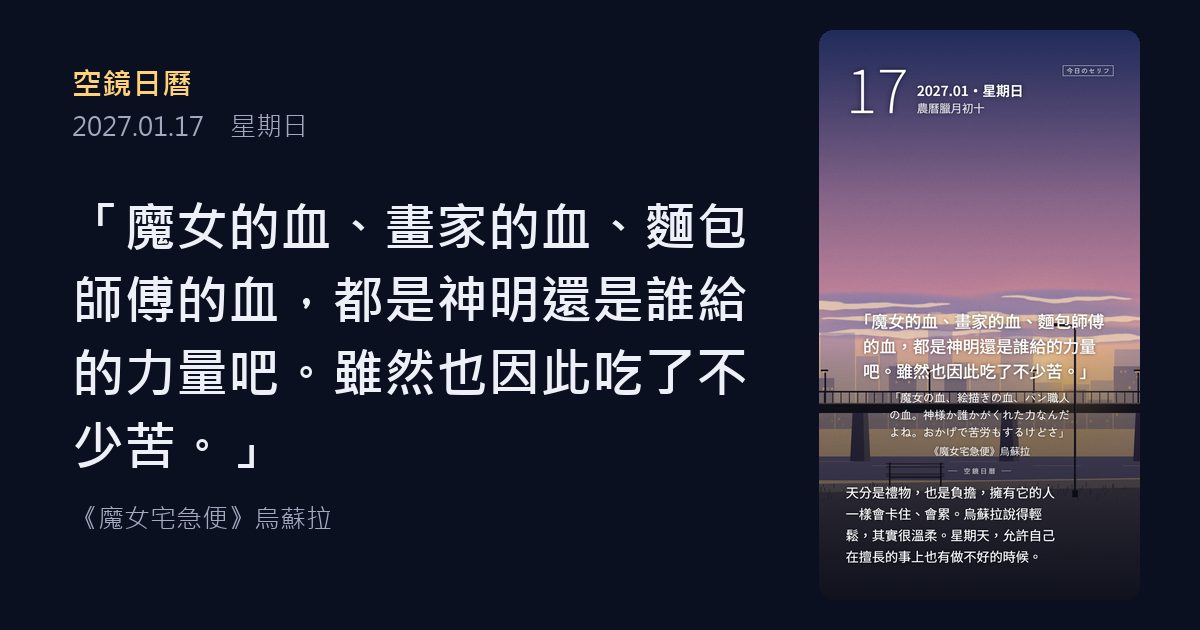 空鏡日曆
2027.01.17 星期日
「魔女的血、畫家的血、麵包
師傅的血，都是神明還是誰給
的力量吧。雖然也因此吃了不
少苦。」
《魔女宅急便》烏蘇拉
17
2027.01・星期日
農曆臘月初十
今日のセリフ
「魔女的血、畫家的血、麵包師傅
的血，都是神明還是誰給的力量
吧。雖然也因此吃了不少苦。」
「魔女の血、絵描きの血、パン職人
の血。神様か誰かがくれた力なんだ
よね。おかげで苦労もするけどさ」
《魔女宅急便》烏蘇拉
— 空鏡日曆 —
天分是禮物，也是負擔，擁有它的人
一樣會卡住、會累。烏蘇拉說得輕
鬆，其實很溫柔。星期天，允許自己
在擅長的事上也有做不好的時候。